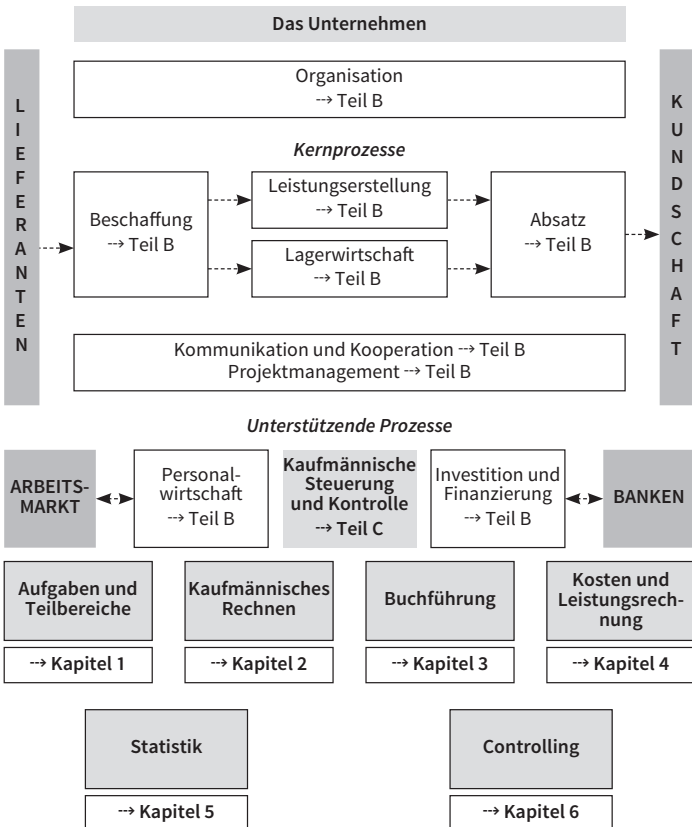 Das Unternehmen
Organisation
⇢ Teil B
LIEFERANTEN
KUNDSCHAFT
Kernprozesse
Beschaffung
⇢ Teil B
Leistungserstellung
⇢ Teil B
Lagerwirtschaft
⇢ Teil B
Absatz
⇢ Teil B
Kommunikation und Kooperation ⇢ Teil B
Projektmanagement ⇢ Teil B
Unterstützende Prozesse
ARBEITS-
MARKT
Personal-
wirtschaft
⇢ Teil B
Kaufmännische
Steuerung
und Kontrolle
⇢ Teil C
Investition und
Finanzierung
⇢ Teil B
BANKEN
Aufgaben und
Teilbereiche
⇢ Kapitel 1
Kaufmännisches
Rechnen
⇢ Kapitel 2
Buchführung
⇢ Kapitel 3
Kosten und
Leistungsrech-
nung
⇢ Kapitel 4
Statistik
⇢ Kapitel 5
Controlling
⇢ Kapitel 6